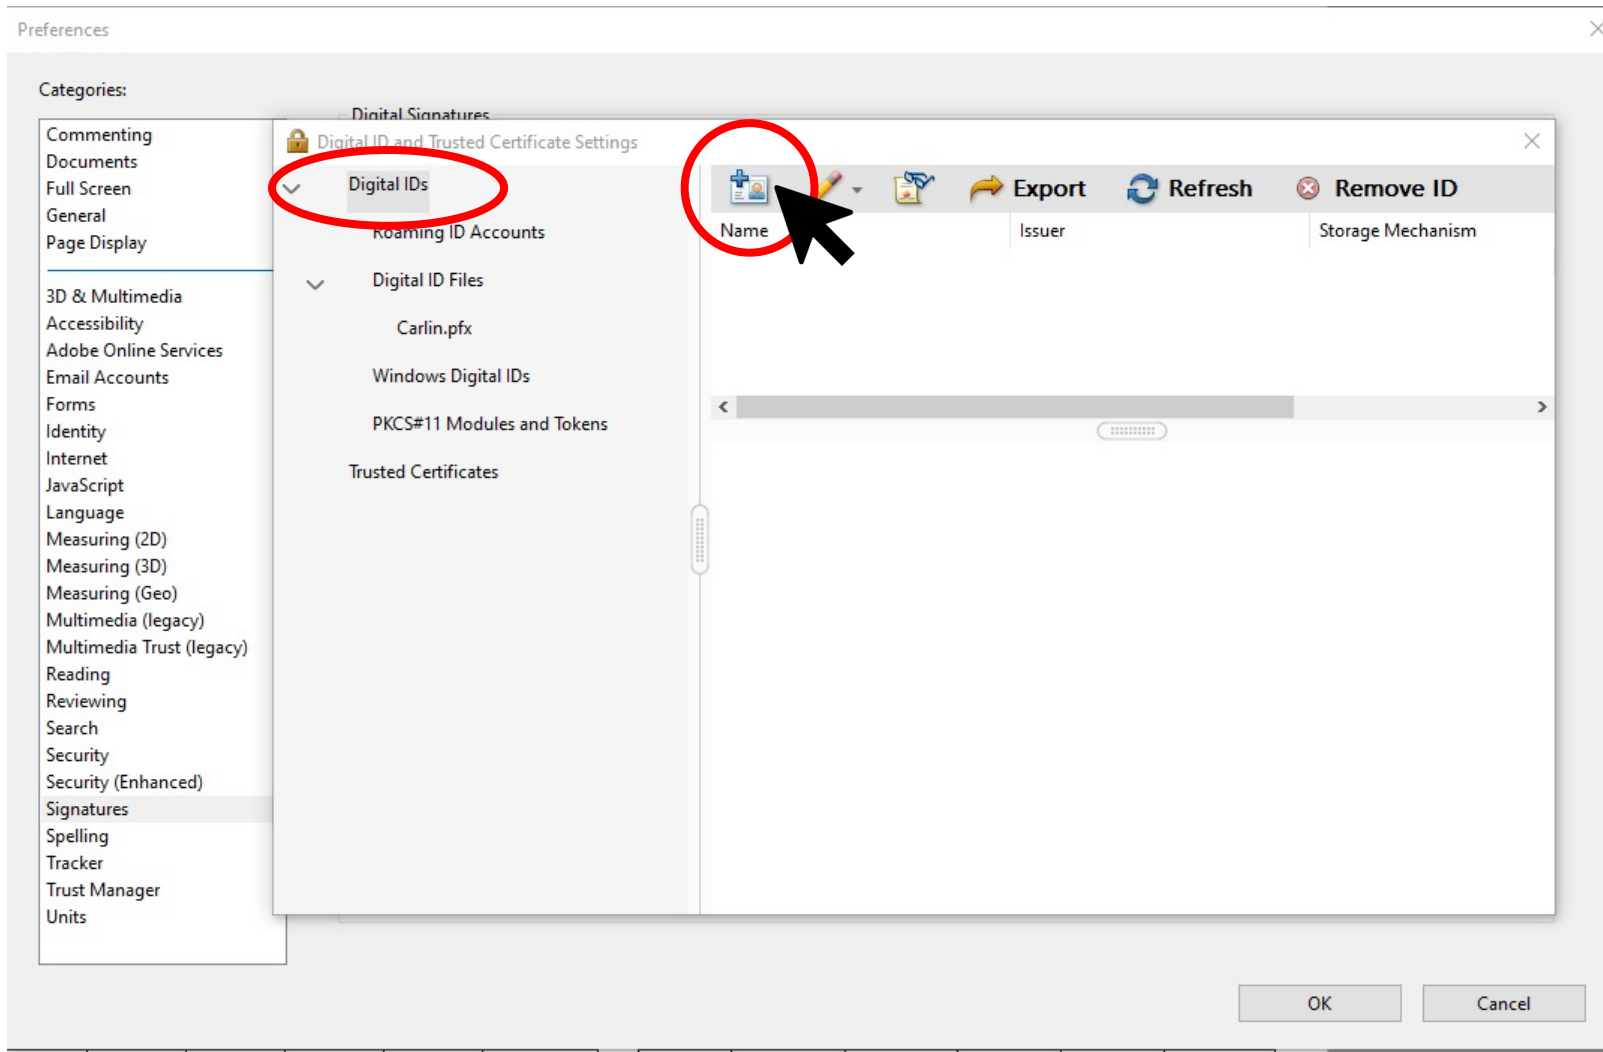 Preferences
Categories:
Commenting
Documents
Full Screen
General
Page Display
3D & Multimedia
Accessibility
Adobe Online Services
Email Accounts
Forms
Identity
Internet
JavaScript
Language
Measuring (2D)
Measuring (3D)
Measuring (Geo)
Multimedia (legacy)
Multimedia Trust (legacy)
Reading
Reviewing
Search
Security
Security (Enhanced)
Signatures
Spelling
Tracker
Trust Manager
Units
Digital Signatures
Digital ID and Trusted Certificate Settings
Digital IDs
Roaming ID Accounts
Digital ID Files
Carlin.pfx
Windows Digital IDs
PKCS#11 Modules and Tokens
Trusted Certificates
Export Refresh Remove ID
Name Issuer Storage Mechanism
OK Cancel